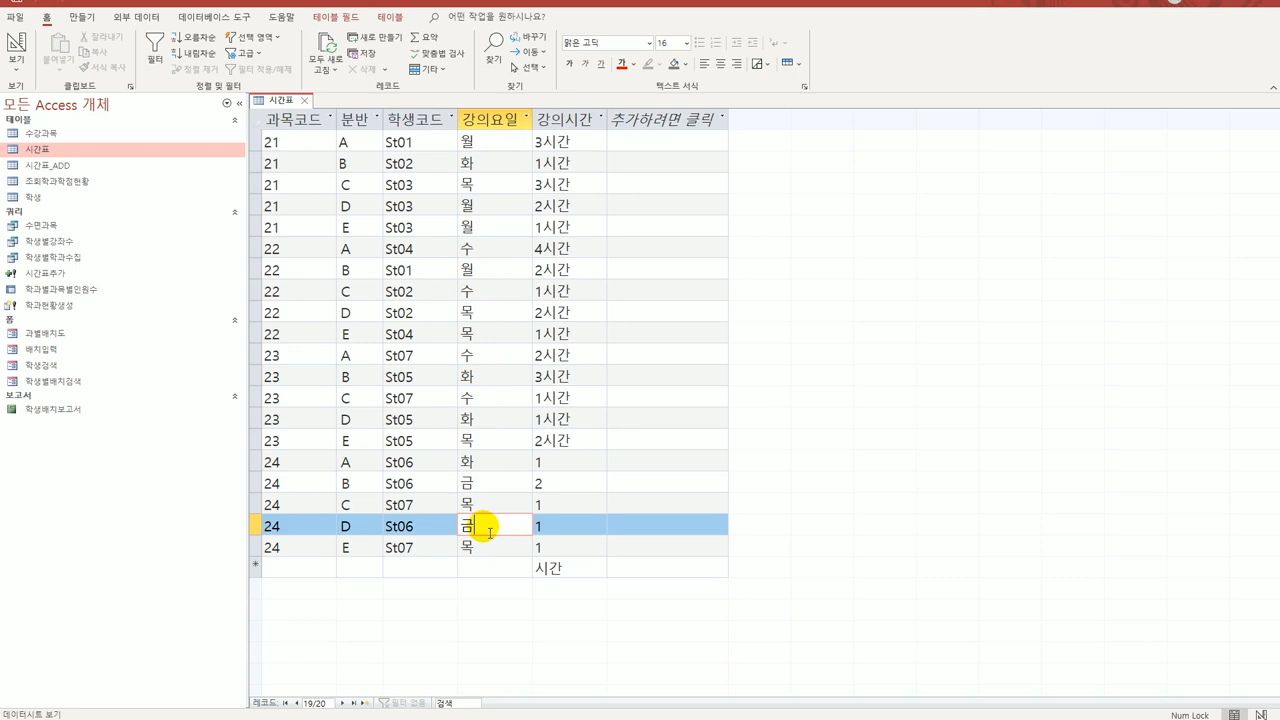 파일 홈 만들기 외부 데이터 데이터베이스 도구 도움말 테이블 필드 테이블 어떤 작업을 원하시나요?
잘라내기 오름차순 선택 영역 새로 만들기 요약 바꾸기 맑은 고딕 16
복사 내림차순 고급 저장 맞춤법 검사 이동
보기 붙여넣기 서식 복사 필터 정렬 제거 필터 적용/해제 모두 새로 고침 삭제 기타 찾기 선택 가 가 가 가
보기 클립보드 정렬 및 필터 레코드 찾기 텍스트 서식
모든 Access 개체
테이블
수강과목
시간표
시간표_ADD
조회학과학점현황
학생
쿼리
수면과목
학생별강좌수
학생별학과수집
시간표추가
학과별과목별인원수
학과현황생성
폼
과별배치도
배치입력
학생검색
학생별배치검색
보고서
학생배치보고서
시간표
과목코드 분반 학생코드 강의요일 강의시간 추가하려면 클릭
21 A St01 월 3시간
21 B St02 화 1시간
21 C St03 목 3시간
21 D St03 월 2시간
21 E St03 월 1시간
22 A St04 수 4시간
22 B St01 월 2시간
22 C St02 수 1시간
22 D St02 목 2시간
22 E St04 목 1시간
23 A St07 수 2시간
23 B St05 화 3시간
23 C St07 수 1시간
23 D St05 화 1시간
23 E St05 목 2시간
24 A St06 화 1
24 B St06 금 2
24 C St07 목 1
24 D St06 금 1
24 E St07 목 1
* 시간
레코드: 19/20 필터 없음 검색
데이터시트 보기 Num Lock